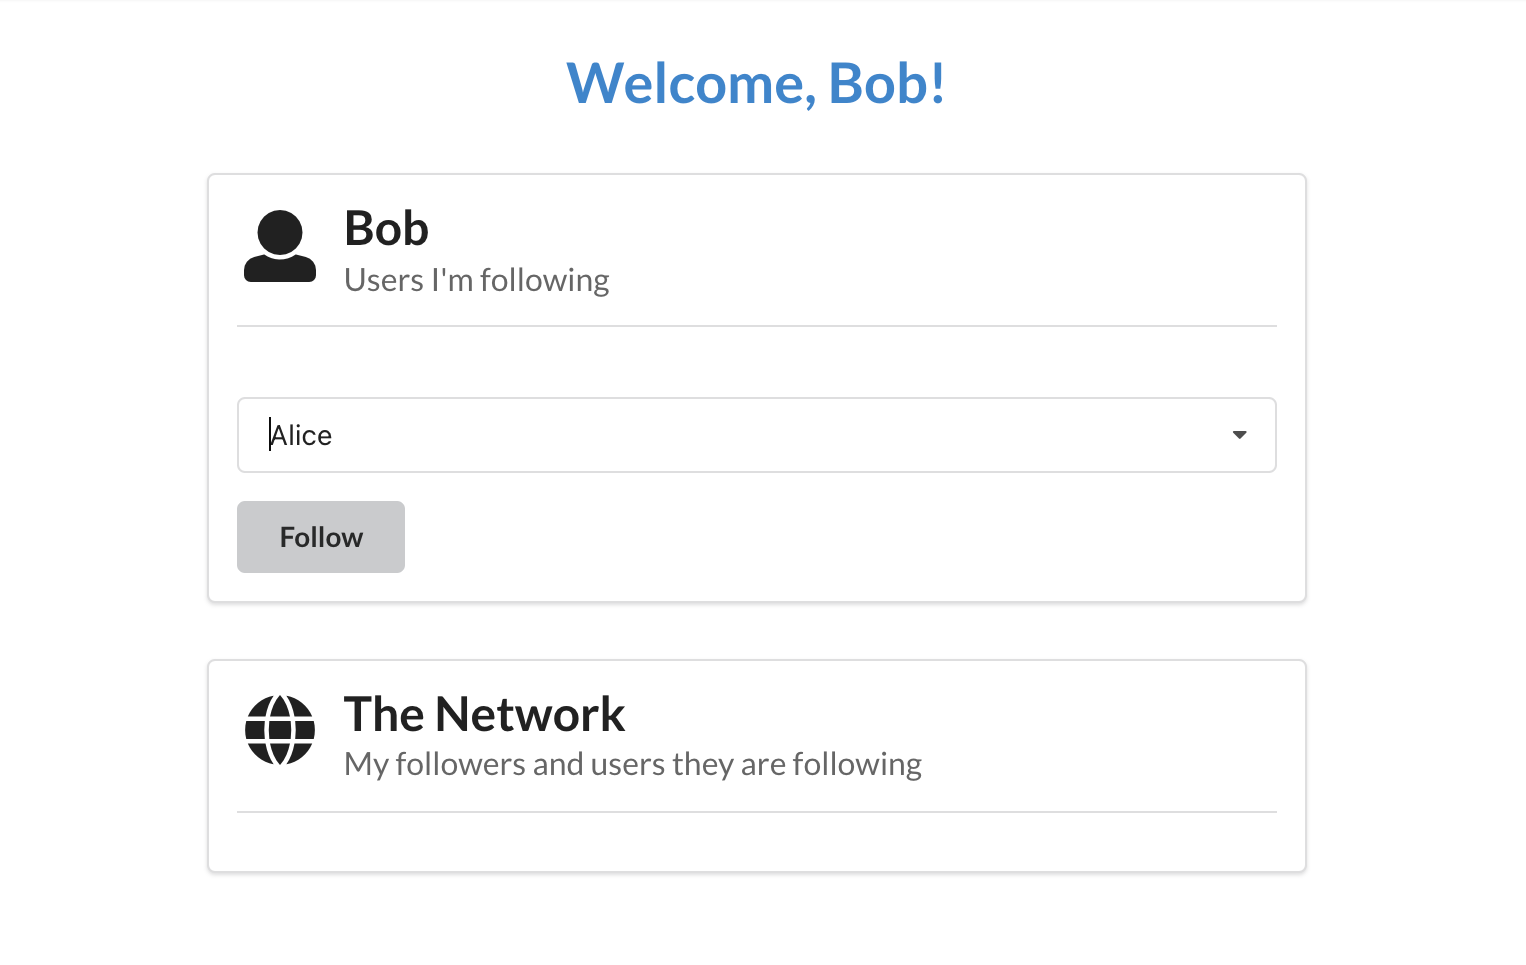 Welcome, Bob!
Bob
Users I'm following
Alice
Follow
The Network
My followers and users they are following